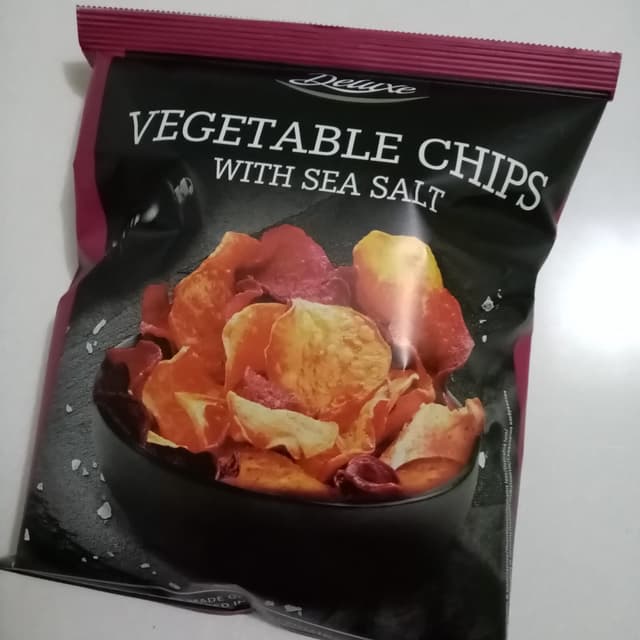 Deluxe
VEGETABLE CHIPS
WITH SEA SALT